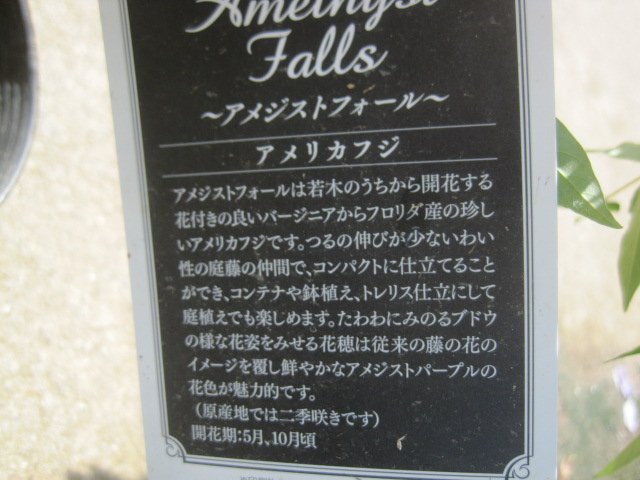 Amethyst
Falls
～アメジストフォール～
アメリカフジ
アメジストフォールは若木のうちから開花する
花付きの良いバージニアからフロリダ産の珍し
いアメリカフジです。つるの伸びが少ないわい
性の庭藤の仲間で、コンパクトに仕立てること
ができ、コンテナや鉢植え、トレリス仕立にして
庭植えでも楽しめます。たわわにみのるブドウ
の様な花姿をみせる花穂は従来の藤の花の
イメージを覆し鮮やかなアメジストパープルの
花色が魅力的です。
（原産地では二季咲きです）
開花期:5月、10月頃